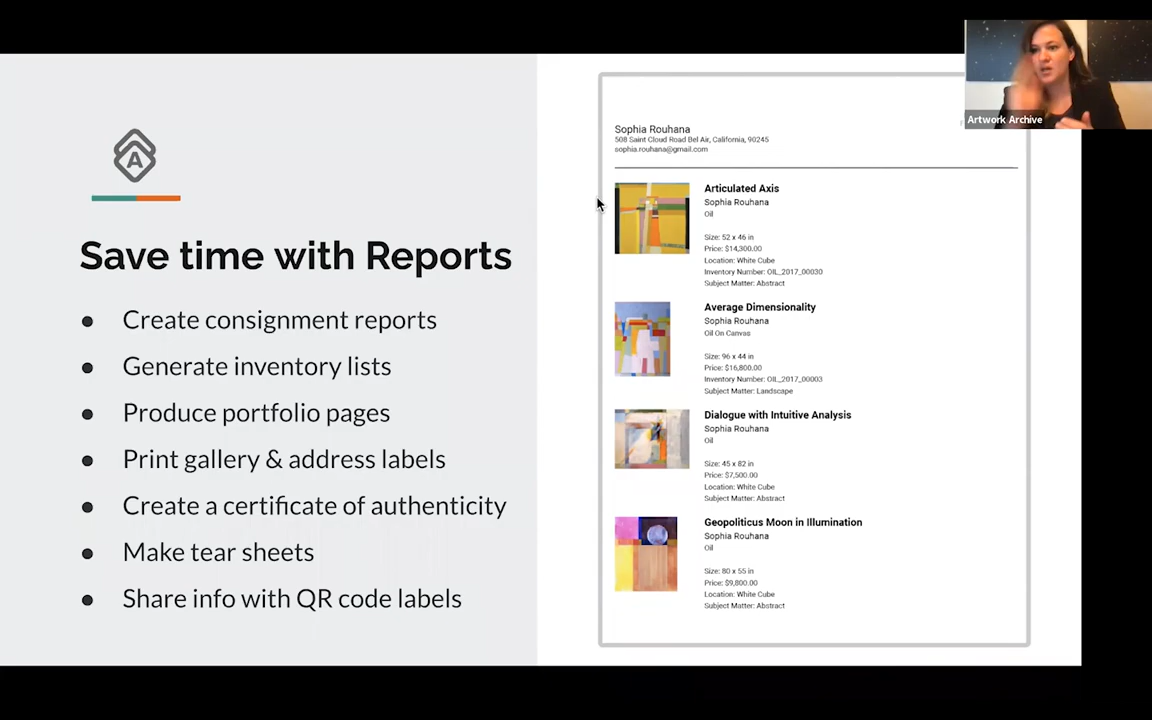 A
Save time with Reports
● Create consignment reports
● Generate inventory lists
● Produce portfolio pages
● Print gallery & address labels
● Create a certificate of authenticity
● Make tear sheets
● Share info with QR code labels
Artwork Archive
Sophia Rouhana
508 Saint Cloud Road Bel Air, California, 90245
sophia.rouhana@gmail.com
Articulated Axis
Sophia Rouhana
Oil
Size: 52 x 46 in
Price: $14,300.00
Location: White Cube
Inventory Number: OIL_2017_00030
Subject Matter: Abstract
Average Dimensionality
Sophia Rouhana
Oil On Canvas
Size: 96 x 44 in
Price: $16,800.00
Inventory Number: OIL_2017_00003
Subject Matter: Landscape
Dialogue with Intuitive Analysis
Sophia Rouhana
Oil
Size: 45 x 82 in
Price: $7,500.00
Location: White Cube
Subject Matter: Abstract
Geopoliticus Moon in Illumination
Sophia Rouhana
Oil
Size: 80 x 55 in
Price: $9,800.00
Location: White Cube
Subject Matter: Abstract